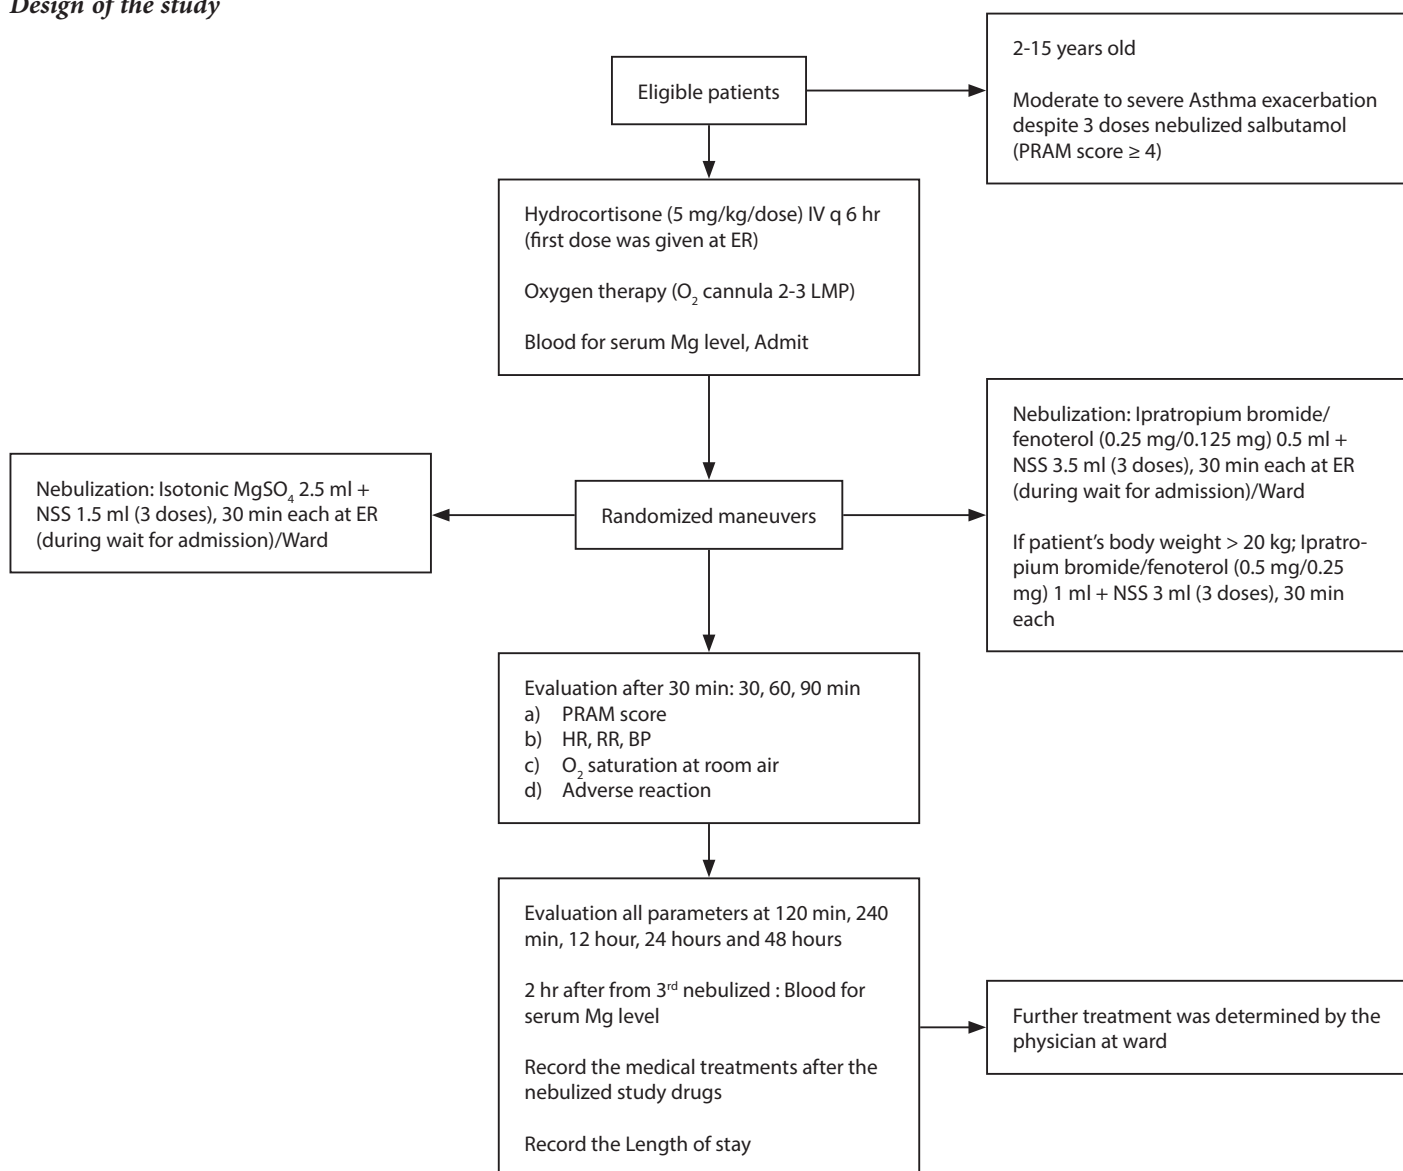 Design of the study
Eligible patients
2-15 years old
Moderate to severe Asthma exacerbation
despite 3 doses nebulized salbutamol
(PRAM score ≥ 4)
Hydrocortisone (5 mg/kg/dose) IV q 6 hr
(first dose was given at ER)
Oxygen therapy (O₂ cannula 2-3 LMP)
Blood for serum Mg level, Admit
Nebulization: Isotonic MgSO₄ 2.5 ml +
NSS 1.5 ml (3 doses), 30 min each at ER
(during wait for admission)/Ward
Randomized maneuvers
Nebulization: Ipratropium bromide/
fenoterol (0.25 mg/0.125 mg) 0.5 ml +
NSS 3.5 ml (3 doses), 30 min each at ER
(during wait for admission)/Ward
If patient’s body weight > 20 kg; Ipratro-
pium bromide/fenoterol (0.5 mg/0.25
mg) 1 ml + NSS 3 ml (3 doses), 30 min
each
Evaluation after 30 min: 30, 60, 90 min
a) PRAM score
b) HR, RR, BP
c) O₂ saturation at room air
d) Adverse reaction
Evaluation all parameters at 120 min, 240
min, 12 hour, 24 hours and 48 hours
2 hr after from 3ʳᵈ nebulized : Blood for
serum Mg level
Record the medical treatments after the
nebulized study drugs
Record the Length of stay
Further treatment was determined by the
physician at ward